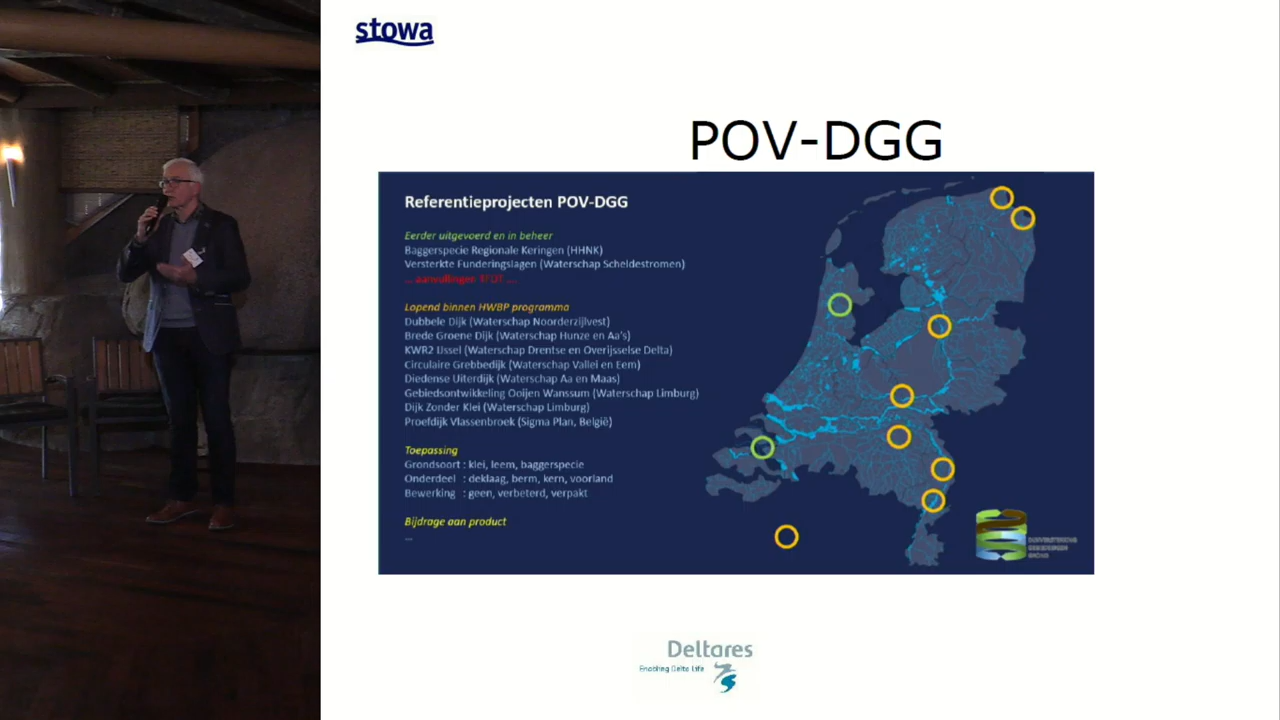 stowa
POV-DGG
Referentieprojecten POV-DGG
Eerder uitgevoerd en in beheer
Baggerspecie Regionale Keringen (HHNK)
Versterkte Funderingslagen (Waterschap Scheldestromen)
... aanvullingen
Lopend binnen HWBP programma
Dubbele Dijk (Waterschap Noorderzijlvest)
Brede Groene Dijk (Waterschap Hunze en Aa's)
KWR2 IJssel (Waterschap Drentse en Overijsselse Delta)
Circulaire Grebbedijk (Waterschap Vallei en Eem)
Diedense Uiterdijk (Waterschap Aa en Maas)
Gebiedsontwikkeling Ooijen Wanssum (Waterschap Limburg)
Dijk Zonder Klei (Waterschap Limburg)
Proefdijk Vlassenbroek (Sigma Plan, België)
Toepassing
Grondsoort : klei, leem, baggerspecie
Onderdeel : deklaag, berm, kern, voorland
Bewerking : geen, verbeterd, verpakt
Bijdrage aan product
...
Deltares
Enabling Delta Life